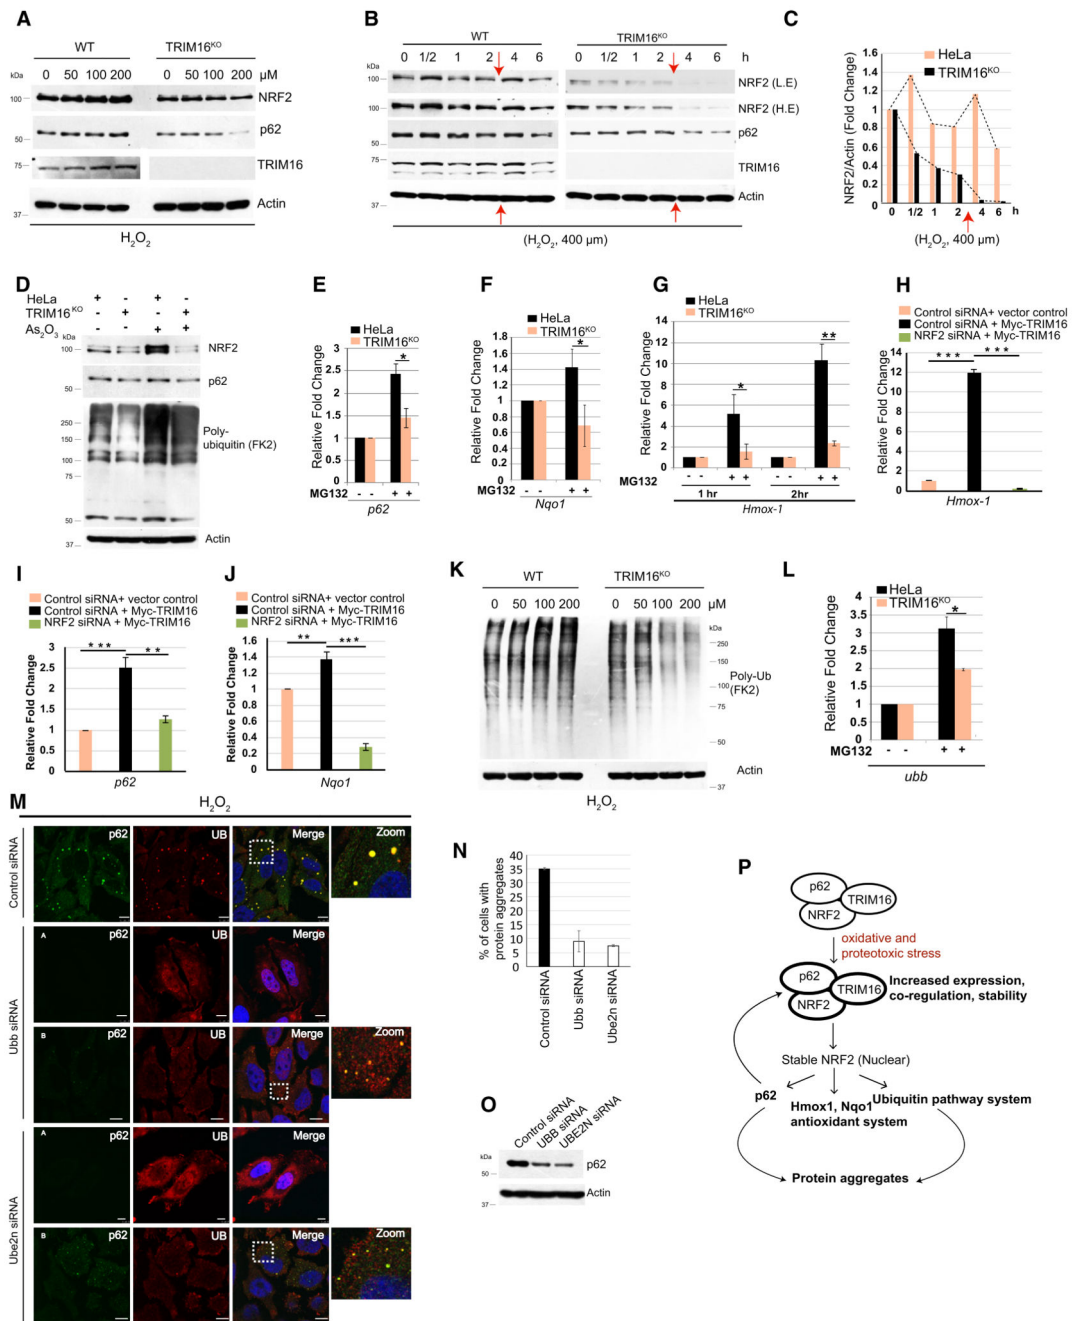 A
WT TRIM16KO
kDa 0 50 100 200 0 50 100 200 μM
100 NRF2
50 p62
75 TRIM16
37 Actin
H2O2
B
WT TRIM16KO
kDa 0 1/2 1 2 4 6 0 1/2 1 2 4 6 h
100 NRF2 (L.E)
100 NRF2 (H.E)
50 p62
75 TRIM16
37 Actin
(H2O2, 400 μm)
C
HeLa
TRIM16KO
NRF2/Actin (Fold Change)
1.6
1.4
1.2
1
0.8
0.6
0.4
0.2
0
0 1/2 1 2 4 6 h
(H2O2, 400 μm)
D
HeLa + - + -
TRIM16KO - + - +
As2O3 - - + +
100 NRF2
50 p62
250
150
100
75
50
Poly-
ubiquitin (FK2)
37 Actin
E
HeLa
TRIM16KO
Relative Fold Change
3
2.5
2
1.5
1
0.5
0
*
MG132 - - + +
p62
F
HeLa
TRIM16KO
Relative Fold Change
1.8
1.6
1.4
1.2
1
0.8
0.6
0.4
0.2
0
*
MG132 - - + +
Nqo1
G
HeLa
TRIM16KO
Relative Fold Change
14
12
10
8
6
4
2
0
* **
MG132 - - + + - - + +
1 hr 2hr
Hmox-1
H
Control siRNA+ vector control
Control siRNA + Myc-TRIM16
NRF2 siRNA + Myc-TRIM16
Relative Fold Change
14
12
10
8
6
4
2
0
*** ***
Hmox-1
I
Control siRNA+ vector control
Control siRNA + Myc-TRIM16
NRF2 siRNA + Myc-TRIM16
Relative Fold Change
3
2.5
2
1.5
1
0.5
0
*** **
p62
J
Control siRNA+ vector control
Control siRNA + Myc-TRIM16
NRF2 siRNA + Myc-TRIM16
Relative Fold Change
1.6
1.4
1.2
1
0.8
0.6
0.4
0.2
0
** ***
Nqo1
K
WT TRIM16KO
0 50 100 200 0 50 100 200 μM
kDa
250
150
100
75
50
37
Poly-Ub
(FK2)
Actin
H2O2
L
HeLa
TRIM16KO
Relative Fold Change
4
3.5
3
2.5
2
1.5
1
0.5
0
*
MG132 - - + +
ubb
M
H2O2
Control siRNA
p62 UB Merge Zoom
Ubb siRNA
A p62 UB Merge
B p62 UB Merge Zoom
Ube2n siRNA
A p62 UB Merge
B p62 UB Merge Zoom
N
% of cells with
protein aggregates
40
35
30
25
20
15
10
5
0
Control siRNA
Ubb siRNA
Ube2n siRNA
O
Control siRNA
UBB siRNA
UBE2N siRNA
kDa
50 p62
37 Actin
P
p62
TRIM16
NRF2
oxidative and
proteotoxic stress
p62
TRIM16
NRF2
Increased expression,
co-regulation, stability
Stable NRF2 (Nuclear)
p62
Hmox1, Nqo1
antioxidant system
Ubiquitin pathway system
Protein aggregates